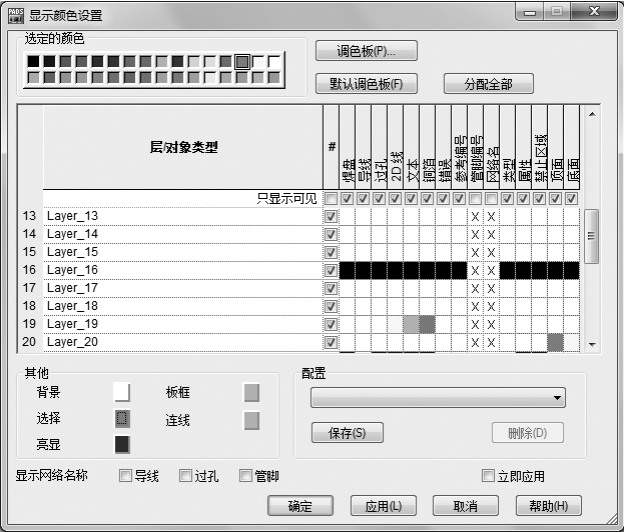 PADS 显示颜色设置
选定的颜色
调色板(P)...
默认调色板(F) 分配全部
层/对象类型 # 焊盘 导线 过孔 2D线 文本 铜箔 错误 参考编号 管脚编号 网络名 类型 属性 禁止区域 顶面 底面
只显示可见
13 Layer_13 X X
14 Layer_14 X X
15 Layer_15 X X
16 Layer_16 X X
17 Layer_17 X X
18 Layer_18 X X
19 Layer_19 X X
20 Layer_20 X X
其他 配置
背景 板框
选择 连线
亮显
保存(S) 删除(D)
显示网络名称 导线 过孔 管脚 立即应用
确定 应用(L) 取消 帮助(H)